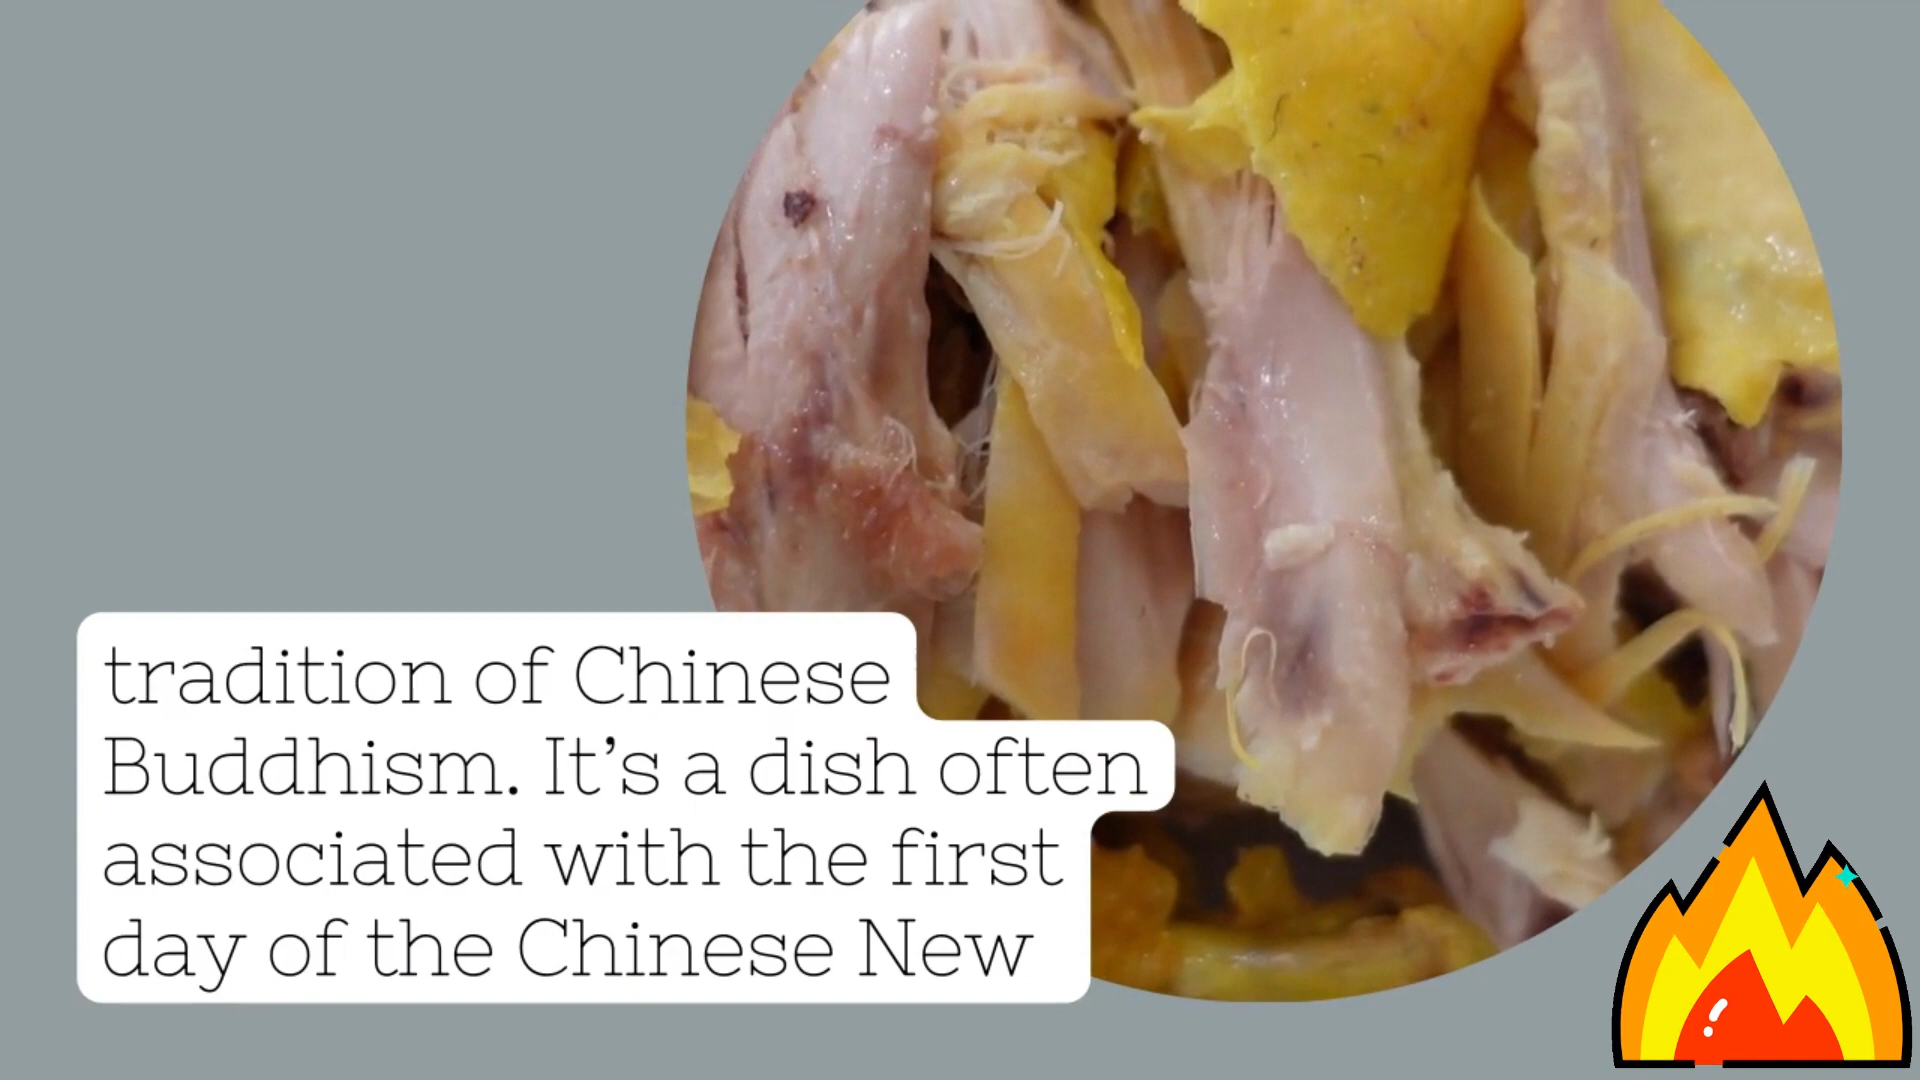 tradition of Chinese
Buddhism. It’s a dish often
associated with the first
day of the Chinese New